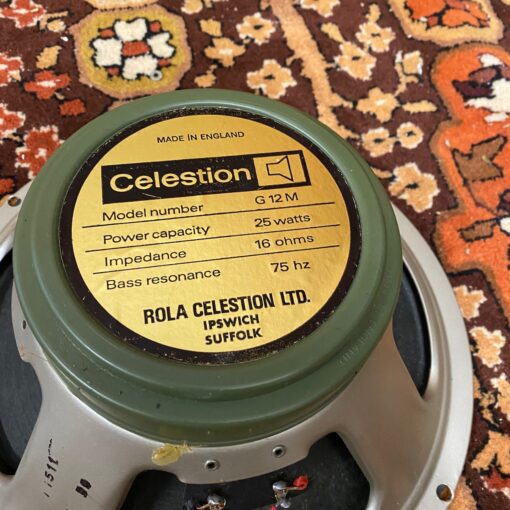 MADE IN ENGLAND
Celestion
Model number G 12 M
Power capacity 25 watts
Impedance 16 ohms
Bass resonance 75 hz
ROLA CELESTION LTD.
IPSWICH
SUFFOLK